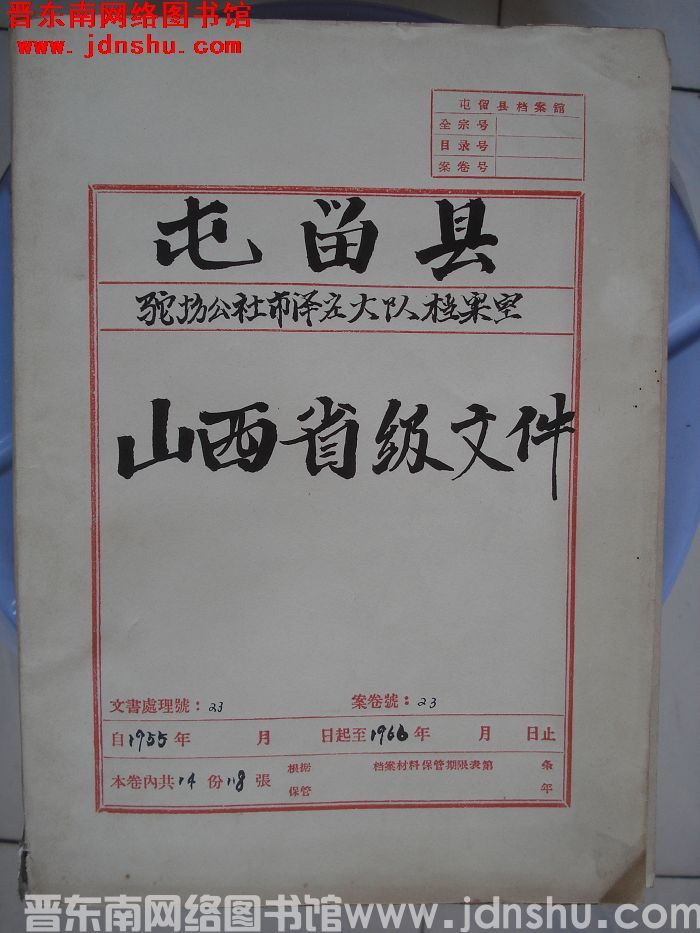 晋东南网络图书馆
www.jdnshu.com
屯留县档案館
全宗号
目录号
案卷号
屯留县
驼坊公社市泽庄大队档案室
山西省级文件
文書處理號：23 案卷號：23
自1955年 月 日起至1966年 月 日止
本卷內共14份118張
根据 档案材料保管期限表第 条
保管 年
晋东南网络图书馆www.jdnshu.com